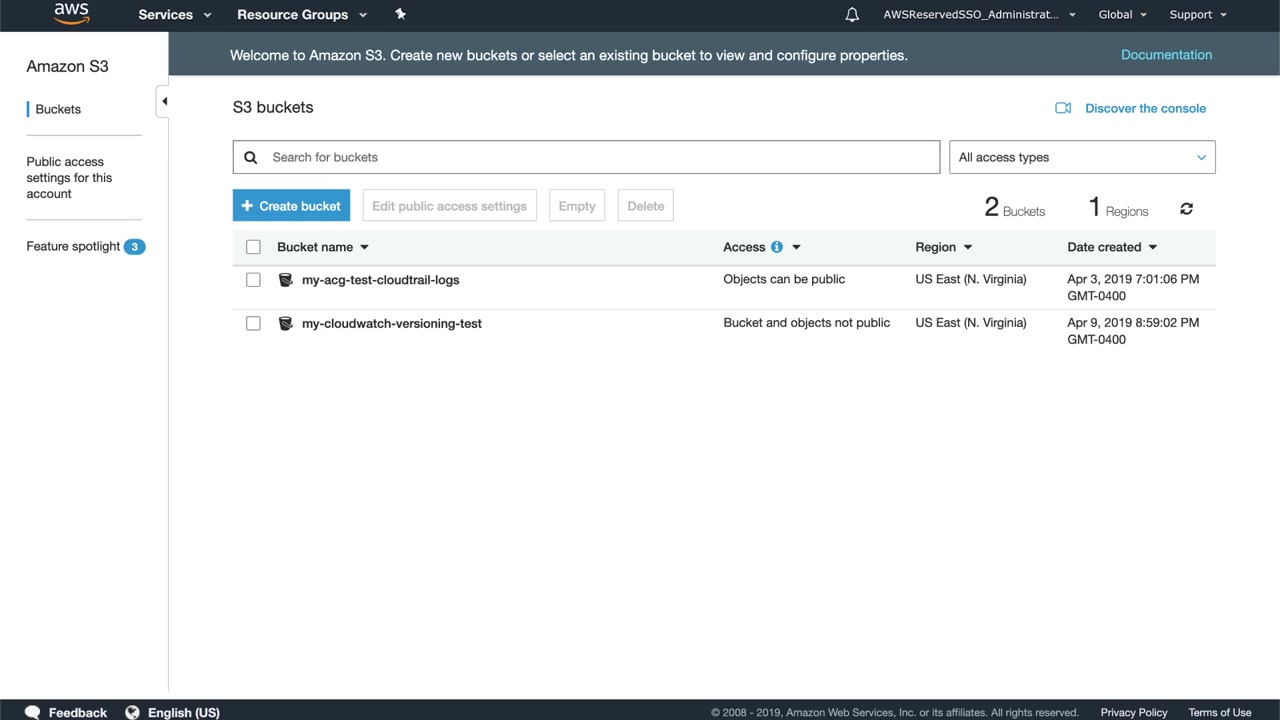 aws Services Resource Groups AWSReservedSSO_Administrat... Global Support
Amazon S3
Buckets
Public access
settings for this
account
Feature spotlight 3
Welcome to Amazon S3. Create new buckets or select an existing bucket to view and configure properties. Documentation
S3 buckets Discover the console
Search for buckets All access types
+ Create bucket Edit public access settings Empty Delete 2 Buckets 1 Regions
Bucket name Access Region Date created
my-acg-test-cloudtrail-logs Objects can be public US East (N. Virginia) Apr 3, 2019 7:01:06 PM
GMT-0400
my-cloudwatch-versioning-test Bucket and objects not public US East (N. Virginia) Apr 9, 2019 8:59:02 PM
GMT-0400
Feedback English (US) © 2008 - 2019, Amazon Web Services, Inc. or its affiliates. All rights reserved. Privacy Policy Terms of Use